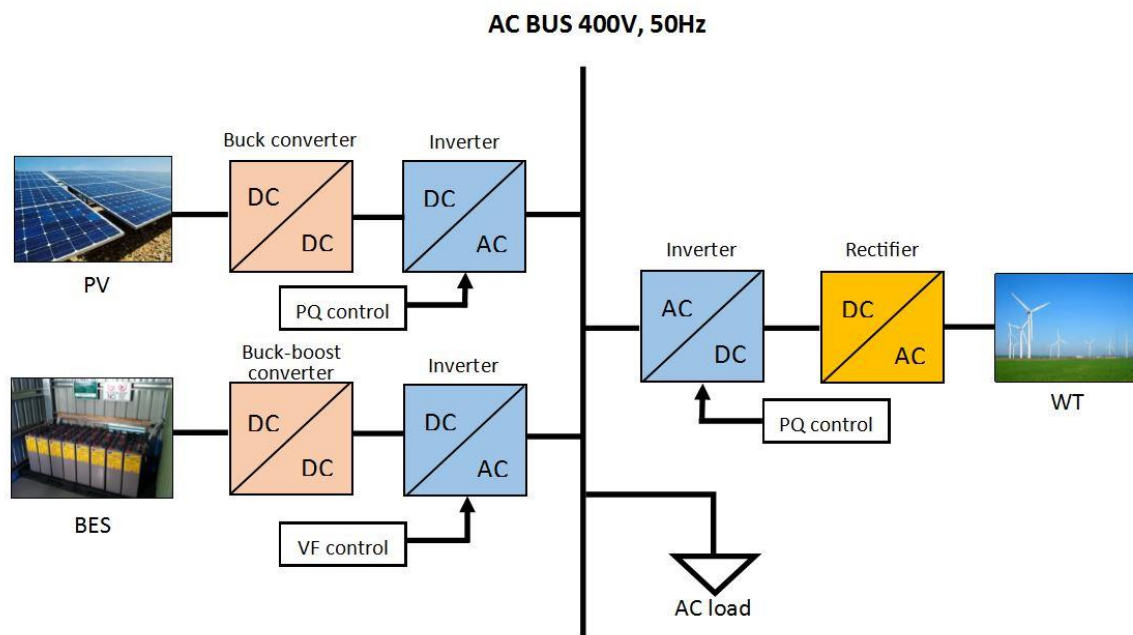 AC BUS 400V, 50Hz
Buck converter
Inverter
DC
DC
DC
AC
PV
PQ control
Inverter
Rectifier
AC
DC
DC
AC
WT
PQ control
Buck-boost
converter
Inverter
DC
DC
DC
AC
BES
VF control
AC load